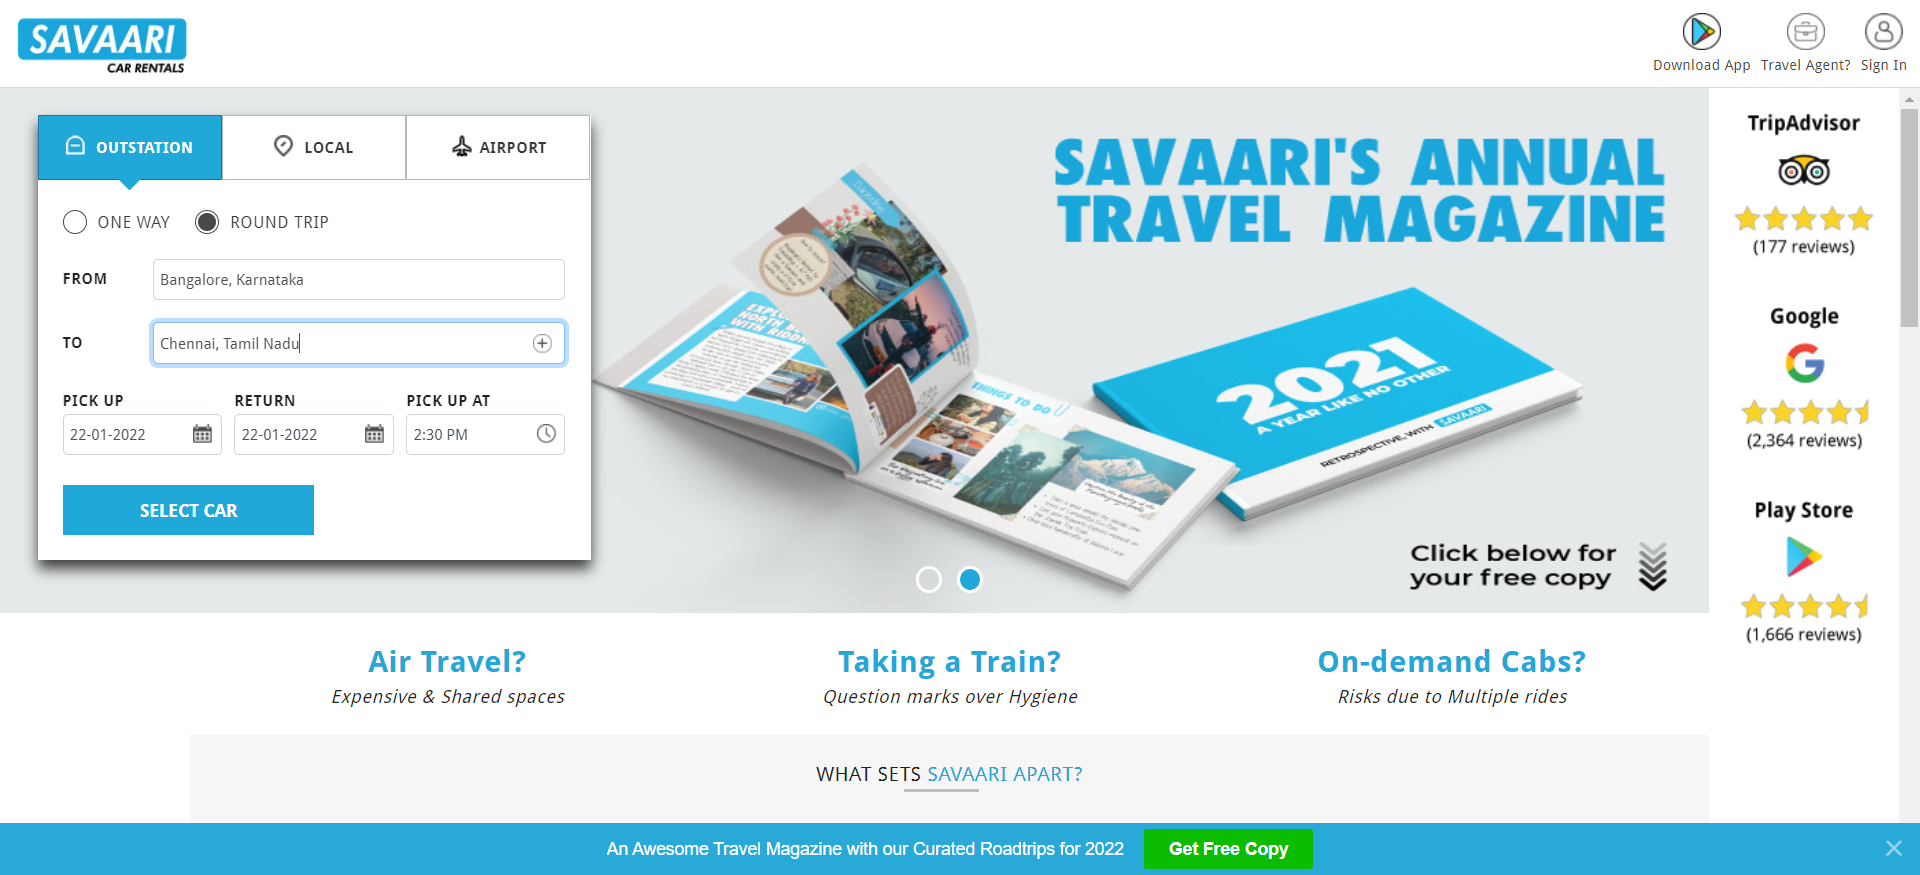 SAVAARI
CAR RENTALS
Download App
Travel Agent?
Sign In
OUTSTATION
LOCAL
AIRPORT
ONE WAY
ROUND TRIP
FROM
Bangalore, Karnataka
TO
Chennai, Tamil Nadu
PICK UP
RETURN
PICK UP AT
22-01-2022
22-01-2022
2:30 PM
SELECT CAR
SAVAARI'S ANNUAL
TRAVEL MAGAZINE
NORTH
WITH
THINGS TO DO
2021
A YEAR LIKE NO OTHER
RETROSPECTIVE, WITH SAVAARI
Click below for
your free copy
TripAdvisor
(177 reviews)
Google
(2,364 reviews)
Play Store
(1,666 reviews)
Air Travel?
Expensive & Shared spaces
Taking a Train?
Question marks over Hygiene
On-demand Cabs?
Risks due to Multiple rides
WHAT SETS SAVAARI APART?
An Awesome Travel Magazine with our Curated Roadtrips for 2022
Get Free Copy